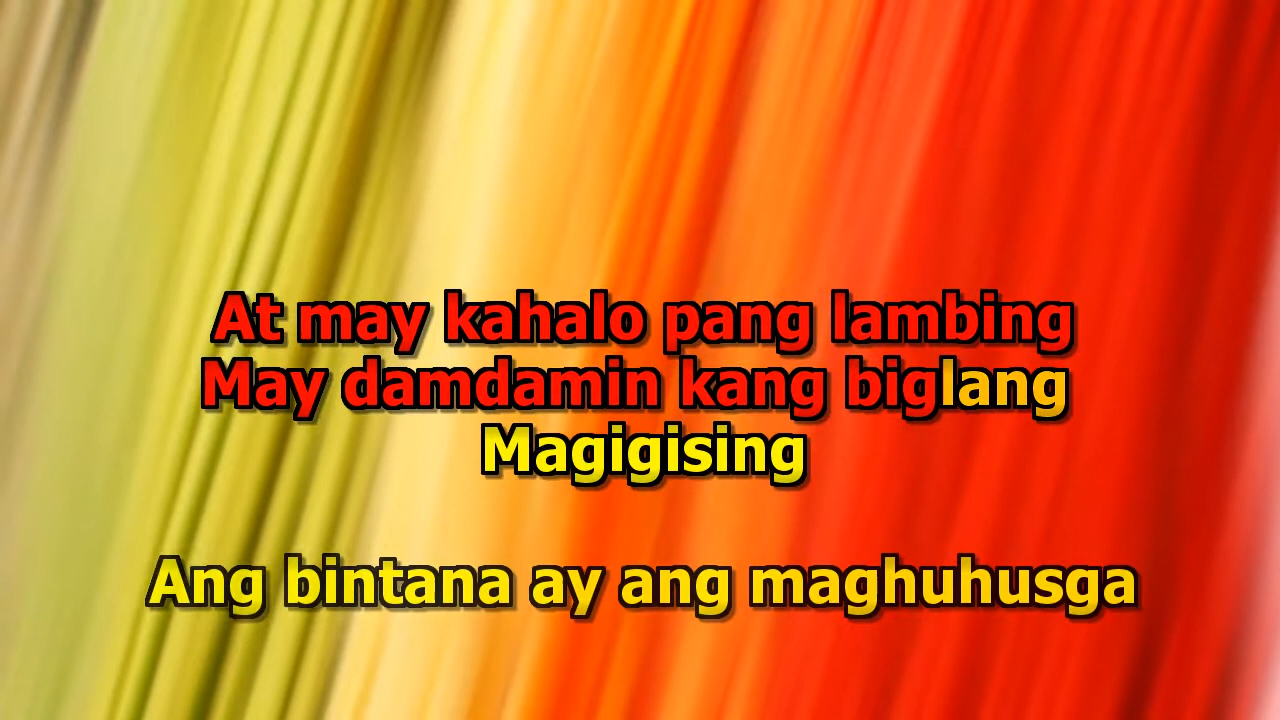 At may kahalo pang lambing
May damdamin kang biglang
Magigising
Ang bintana ay ang maghuhusga